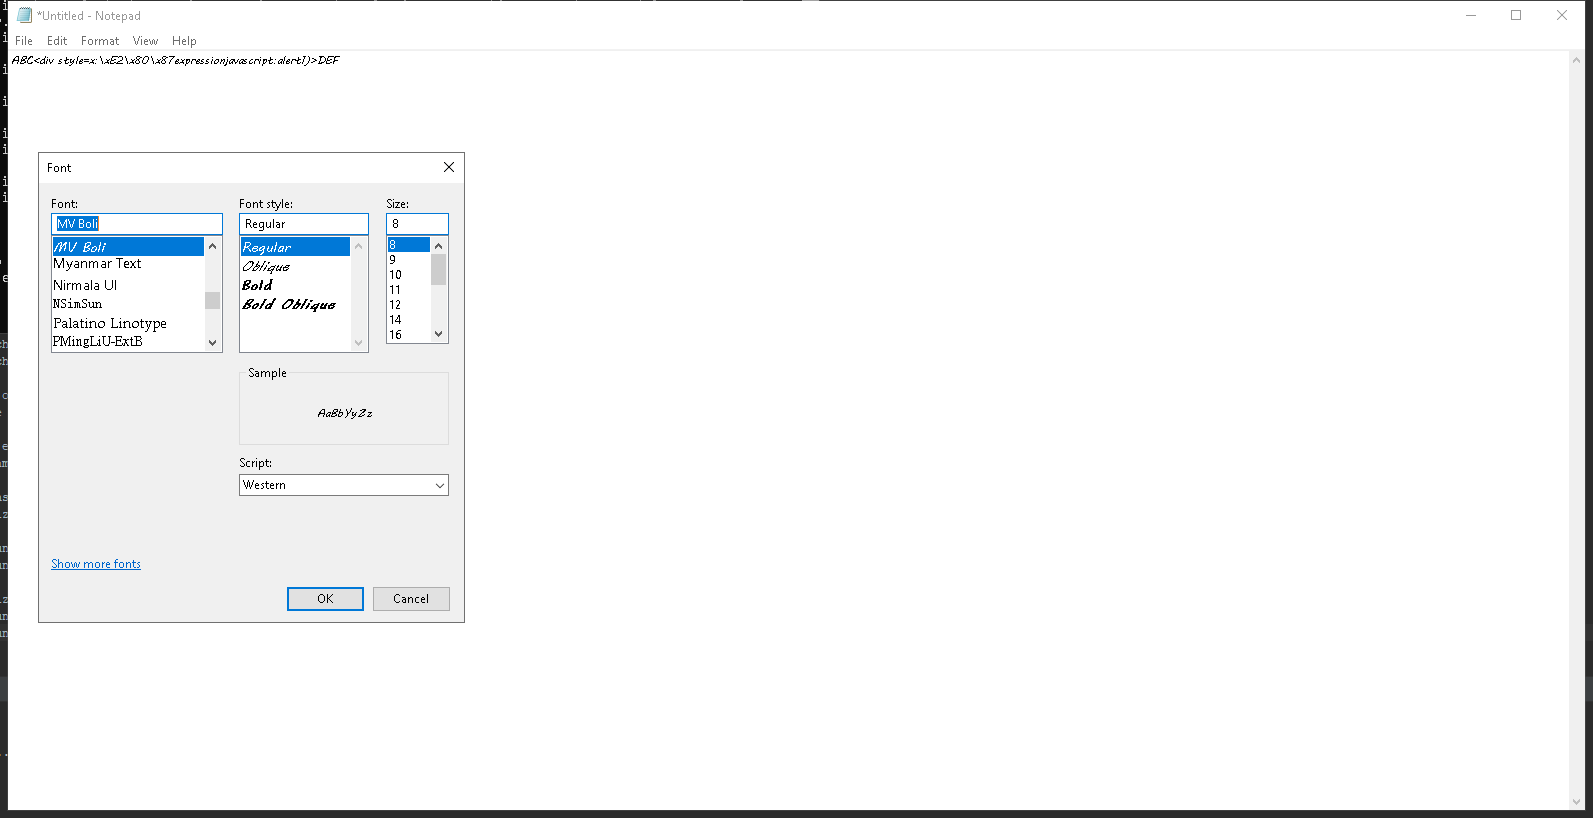 *Untitled - Notepad
File Edit Format View Help
ABC<div style=x:\xE2\x80\x87expressionjavascript:alert1)>DEF
Font
Font:
MV Boli
MV Boli
Myanmar Text
Nirmala UI
NSimSun
Palatino Linotype
PMingLiU-ExtB
Font style:
Regular
Regular
Oblique
Bold
Bold Oblique
Size:
8
8
9
10
11
12
14
16
Sample
AaBbYyZz
Script:
Western
Show more fonts
OK Cancel